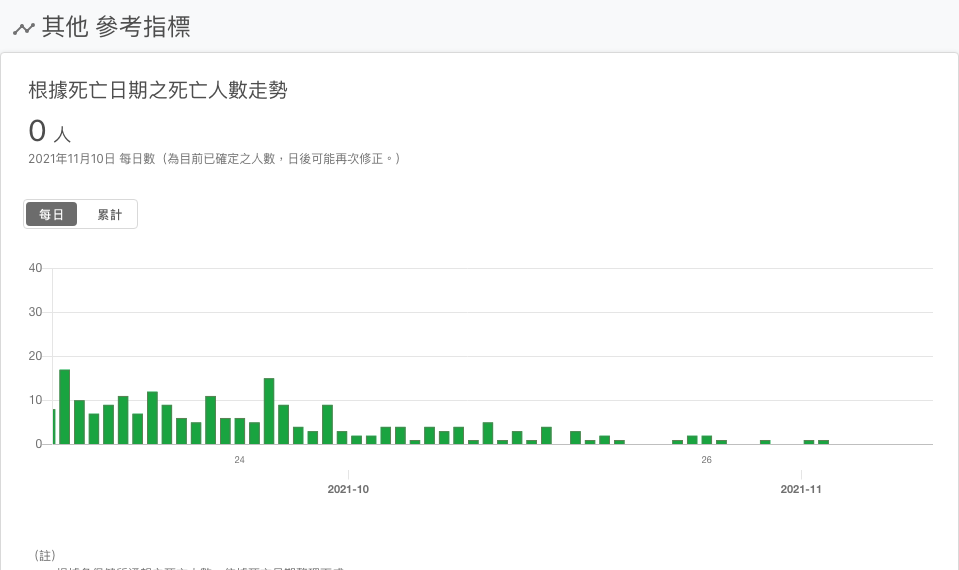 其他 參考指標
根據死亡日期之死亡人數走勢
0 人
2021年11月10日 每日數（為目前已確定之人數，日後可能再次修正。）
每日 累計
40
30
20
10
0
24 26
2021-10 2021-11
（註）